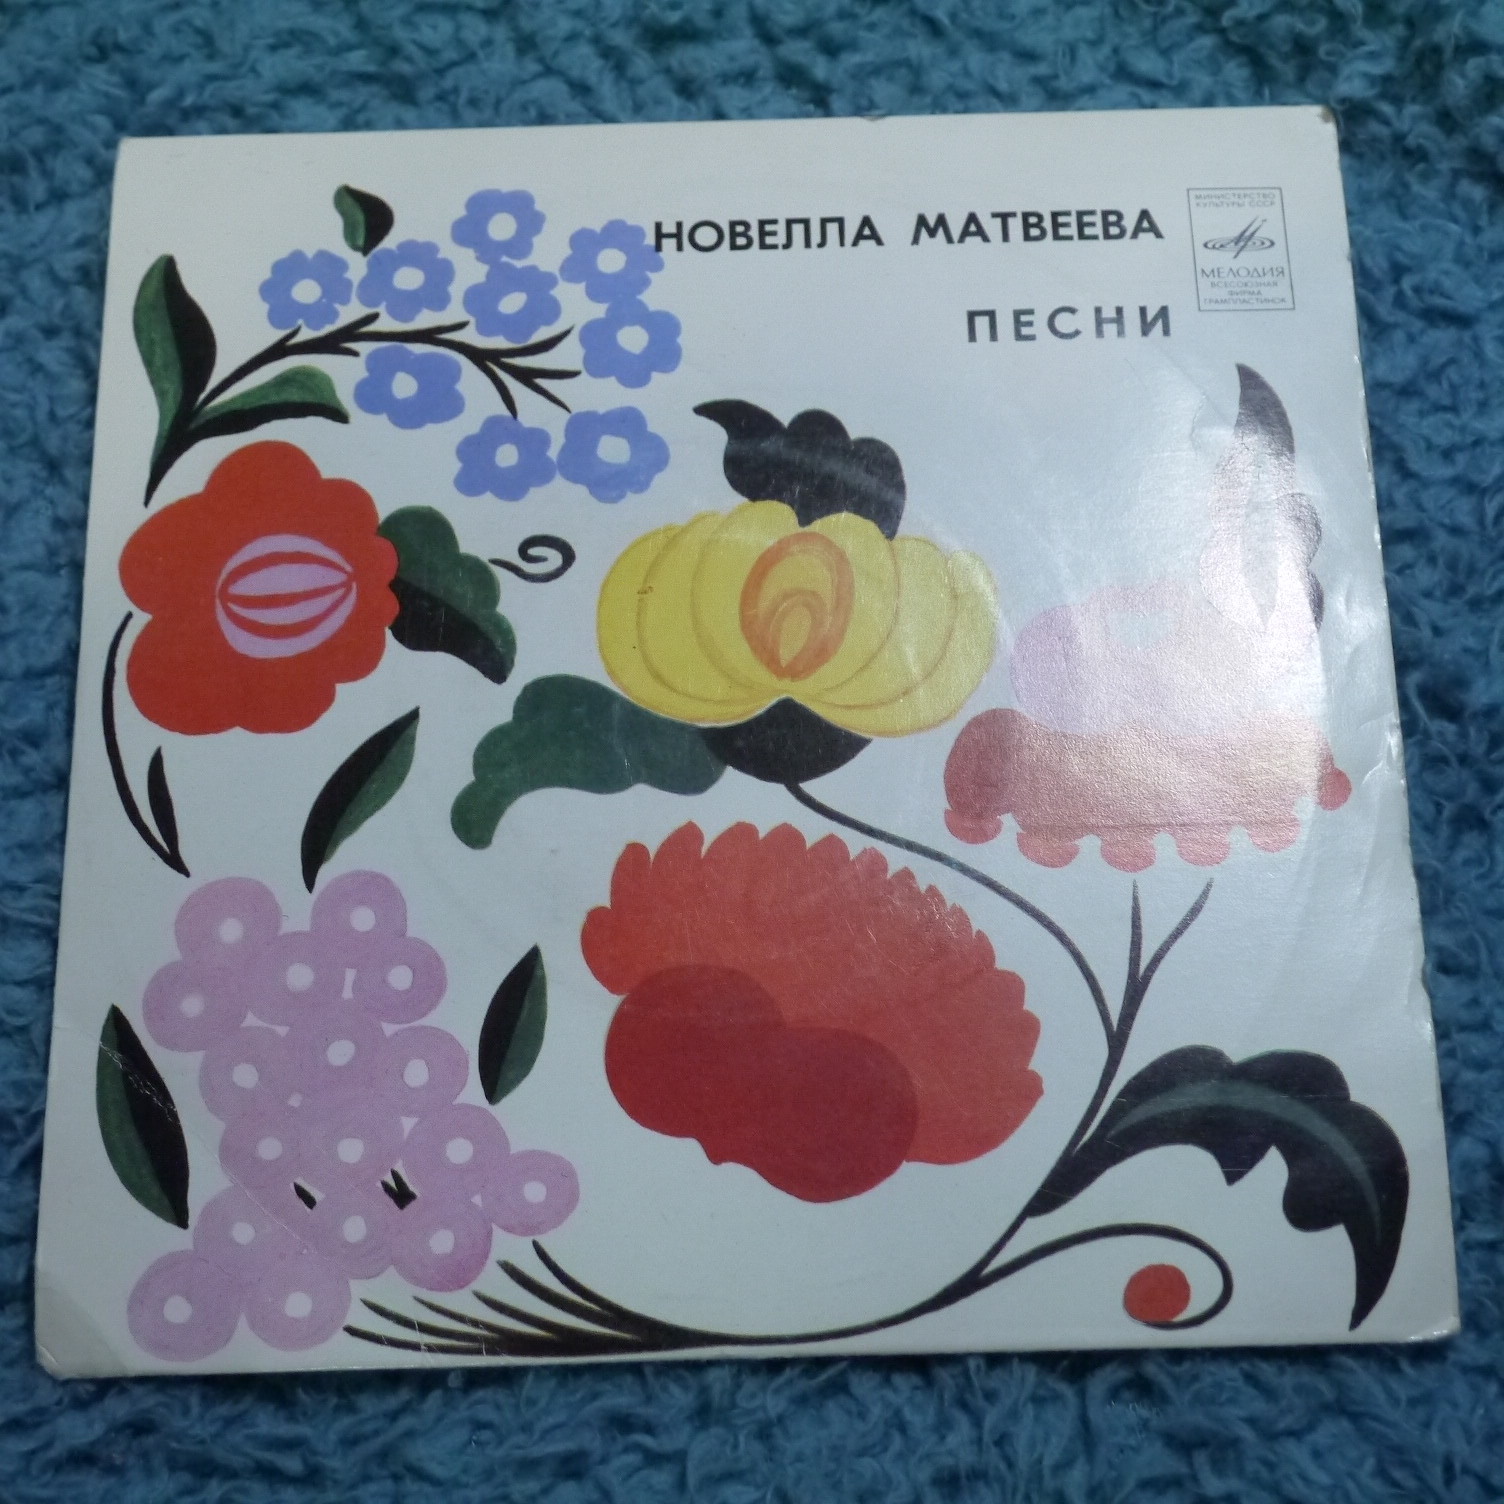 НОВЕЛЛА МАТВЕЕВА
ПЕСНИ
МИНИСТЕРСТВО
КУЛЬТУРЫ СССР
МЕЛОДИЯ
ВСЕСОЮЗНАЯ
ФИРМА
ГРАМПЛАСТИНОК